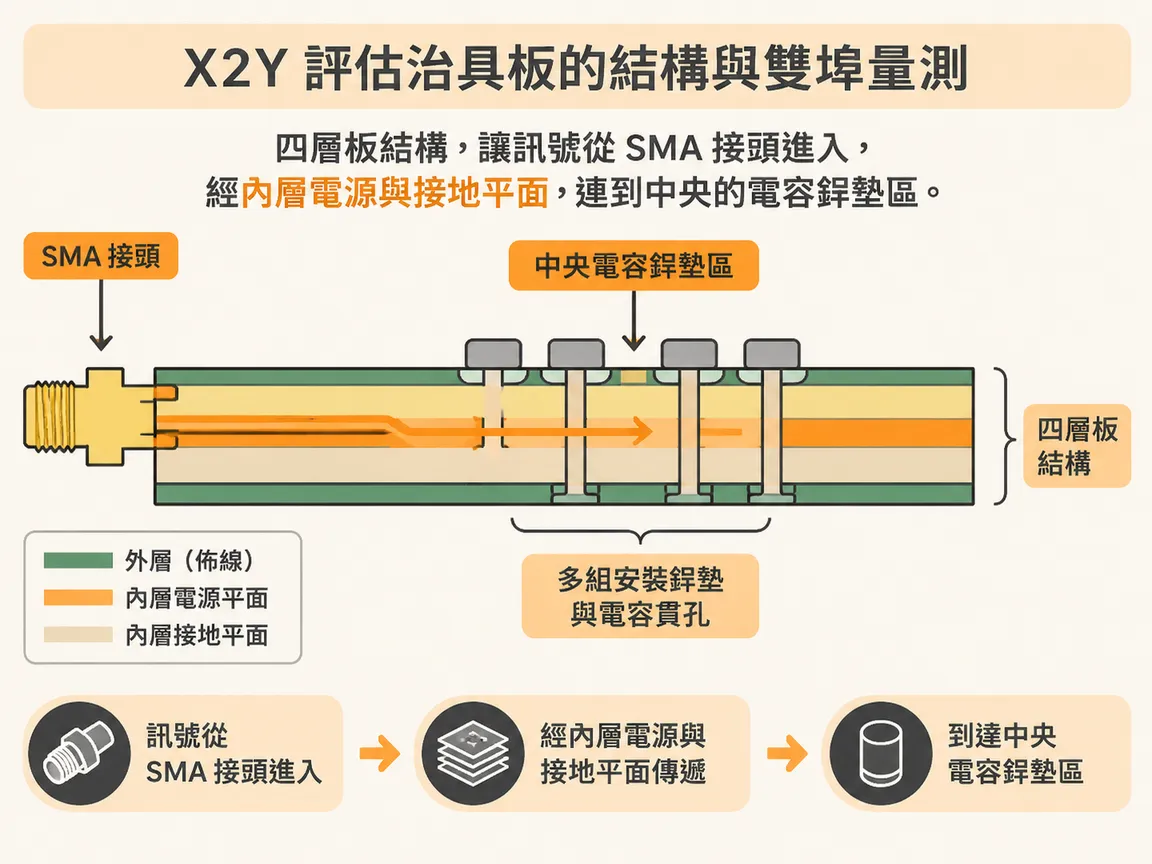 X2Y 評估治具板的結構與雙埠量測
四層板結構，讓訊號從 SMA 接頭進入，
經內層電源與接地平面，連到中央的電容銲墊區。
SMA 接頭
中央電容銲墊區
四層板
結構
外層（佈線）
內層電源平面
內層接地平面
多組安裝銲墊
與電容貫孔
訊號從
SMA 接頭進入
經內層電源與
接地平面傳遞
到達中央
電容銲墊區